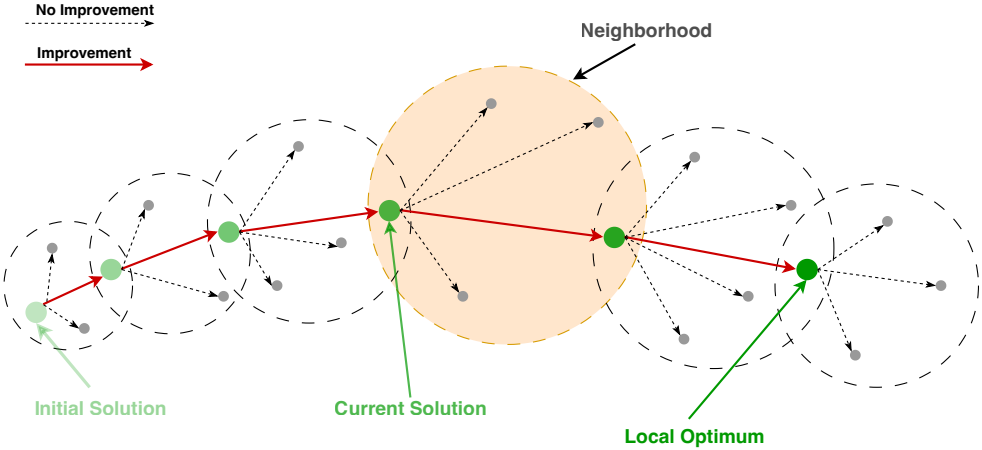 No Improvement
Improvement
Neighborhood
Initial Solution
Current Solution
Local Optimum